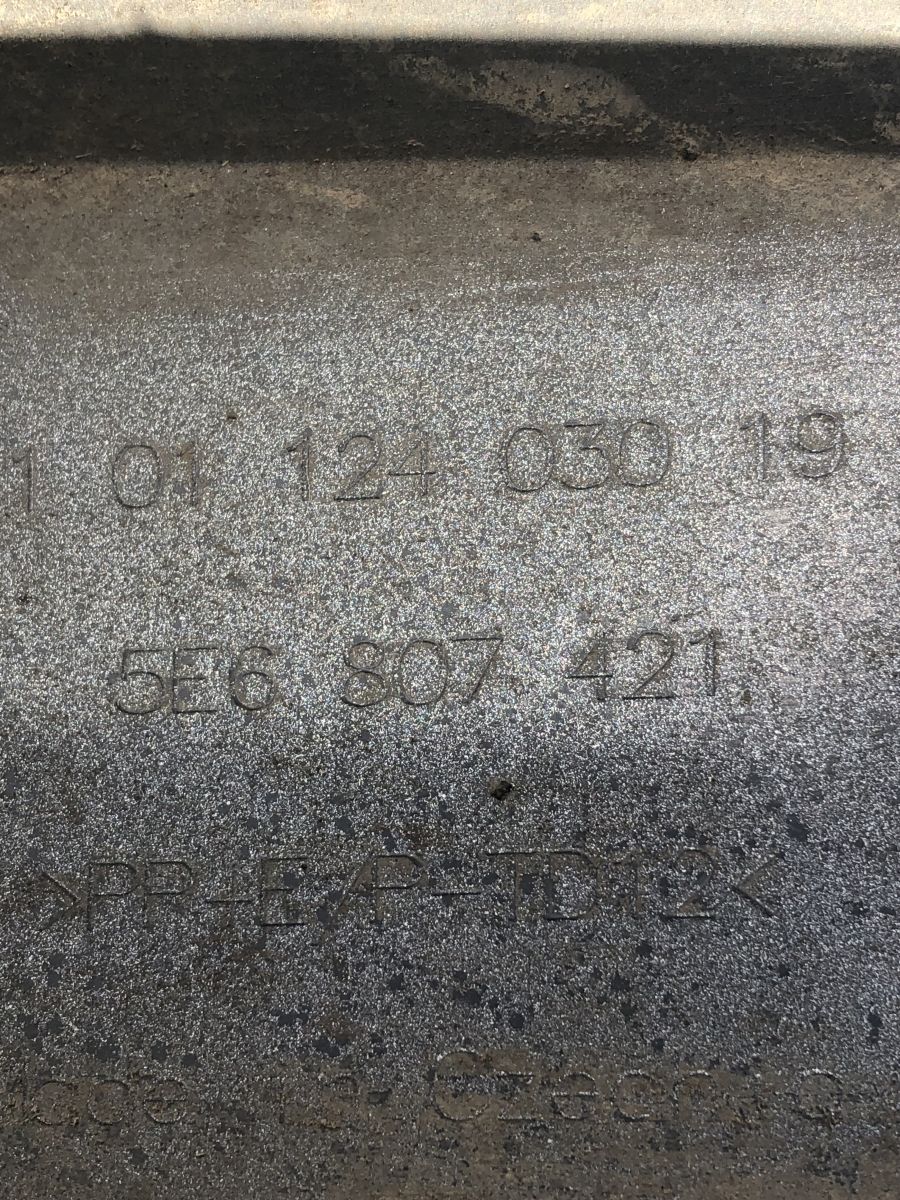 1 01 124 030 19
5E6 807 421
>PP+E/P-TD12<